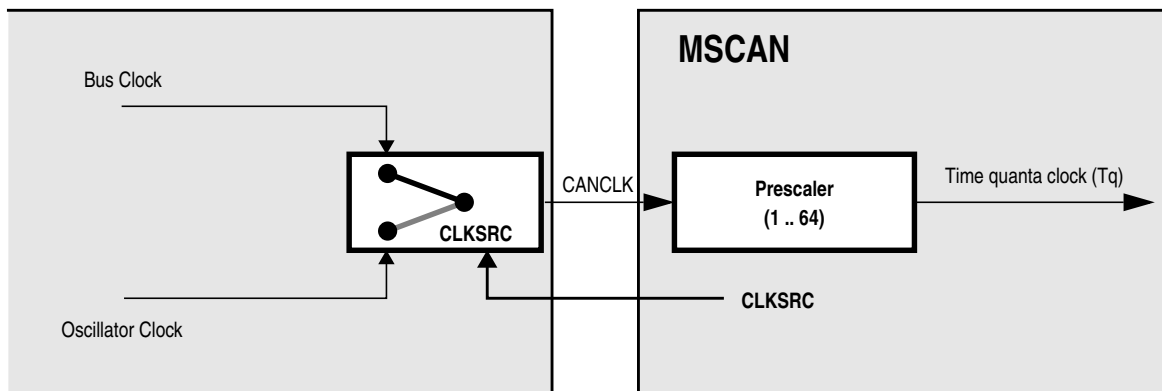 MSCAN
Bus Clock
CLKSRC
CANCLK
Prescaler
(1 .. 64)
Time quanta clock (Tq)
CLKSRC
Oscillator Clock